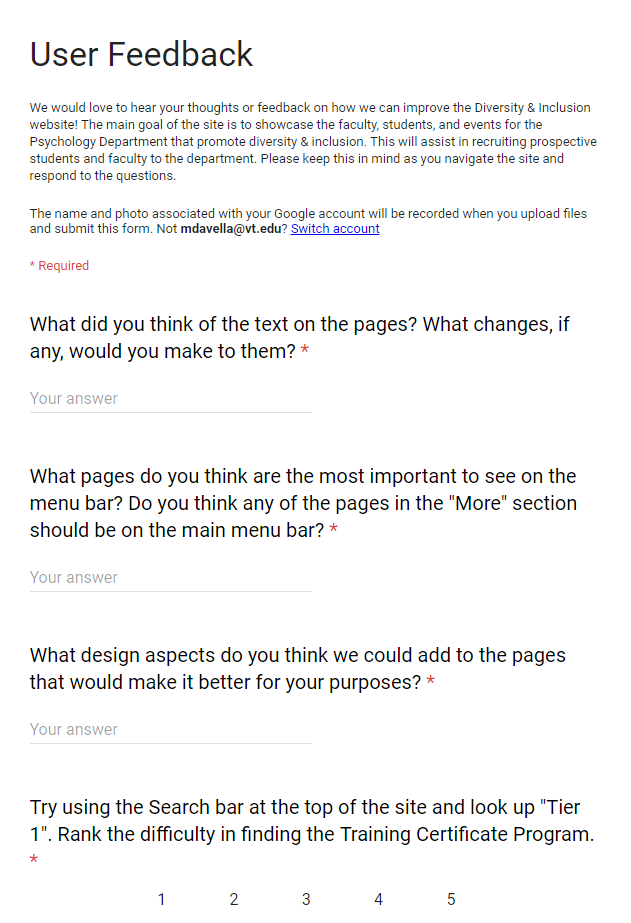 User Feedback
We would love to hear your thoughts or feedback on how we can improve the Diversity & Inclusion
website! The main goal of the site is to showcase the faculty, students, and events for the
Psychology Department that promote diversity & inclusion. This will assist in recruiting prospective
students and faculty to the department. Please keep this in mind as you navigate the site and
respond to the questions.
The name and photo associated with your Google account will be recorded when you upload files
and submit this form. Not mdavella@vt.edu? Switch account
* Required
What did you think of the text on the pages? What changes, if
any, would you make to them? *
Your answer
What pages do you think are the most important to see on the
menu bar? Do you think any of the pages in the "More" section
should be on the main menu bar? *
Your answer
What design aspects do you think we could add to the pages
that would make it better for your purposes? *
Your answer
Try using the Search bar at the top of the site and look up "Tier
1". Rank the difficulty in finding the Training Certificate Program.
*
1 2 3 4 5